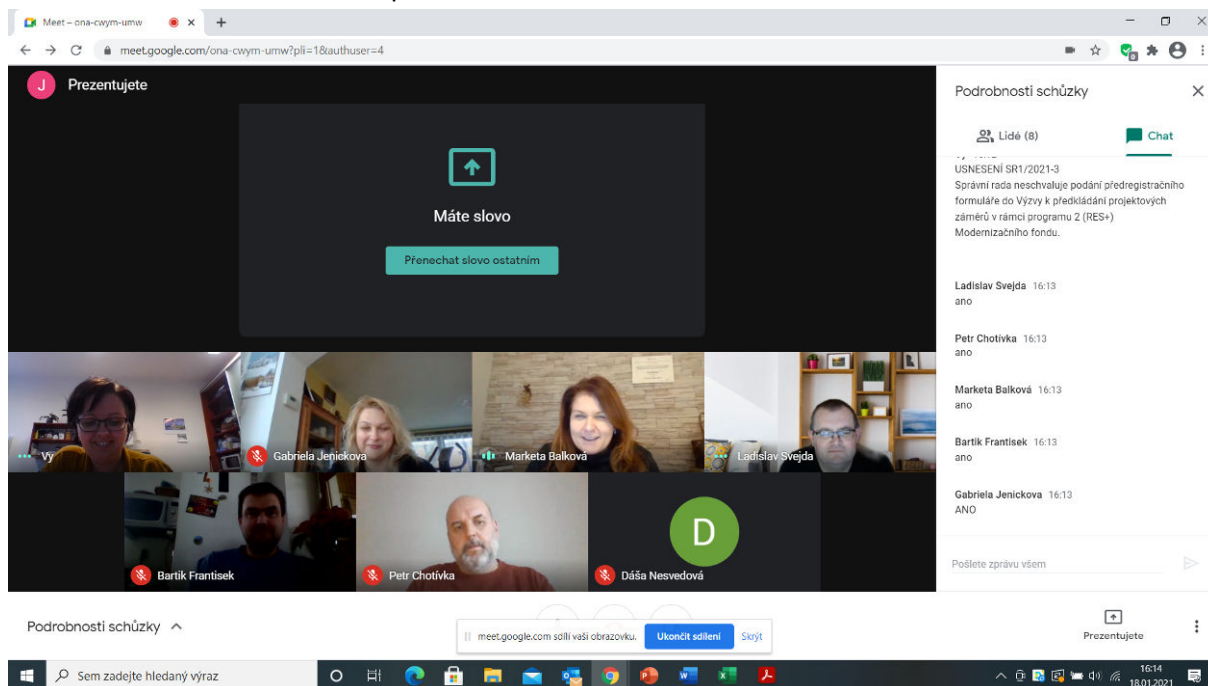 Meet – ona-cwym-umw
meet.google.com/ona-cwym-umw?pli=1&authuser=4
J Prezentujete
Máte slovo
Přenechat slovo ostatním
Vy
Gabriela Jenickova
Marketa Balková
Ladislav Svejda
Bartik Frantisek
Petr Chotívka
D
Dáša Nesvedová
Podrobnosti schůzky
Lidé (8)
Chat
USNESENÍ SR1/2021-3
Správní rada neschvaluje podání předregistračního
formuláře do Výzvy k předkládání projektových
záměrů v rámci programu 2 (RES+)
Modernizačního fondu.
Ladislav Svejda 16:13
ano
Petr Chotívka 16:13
ano
Marketa Balková 16:13
ano
Bartik Frantisek 16:13
ano
Gabriela Jenickova 16:13
ANO
Pošlete zprávu všem
Podrobnosti schůzky
meet.google.com sdílí vaši obrazovku.
Ukončit sdílení
Skrýt
Prezentujete
Sem zadejte hledaný výraz
16:14
18.01.2021